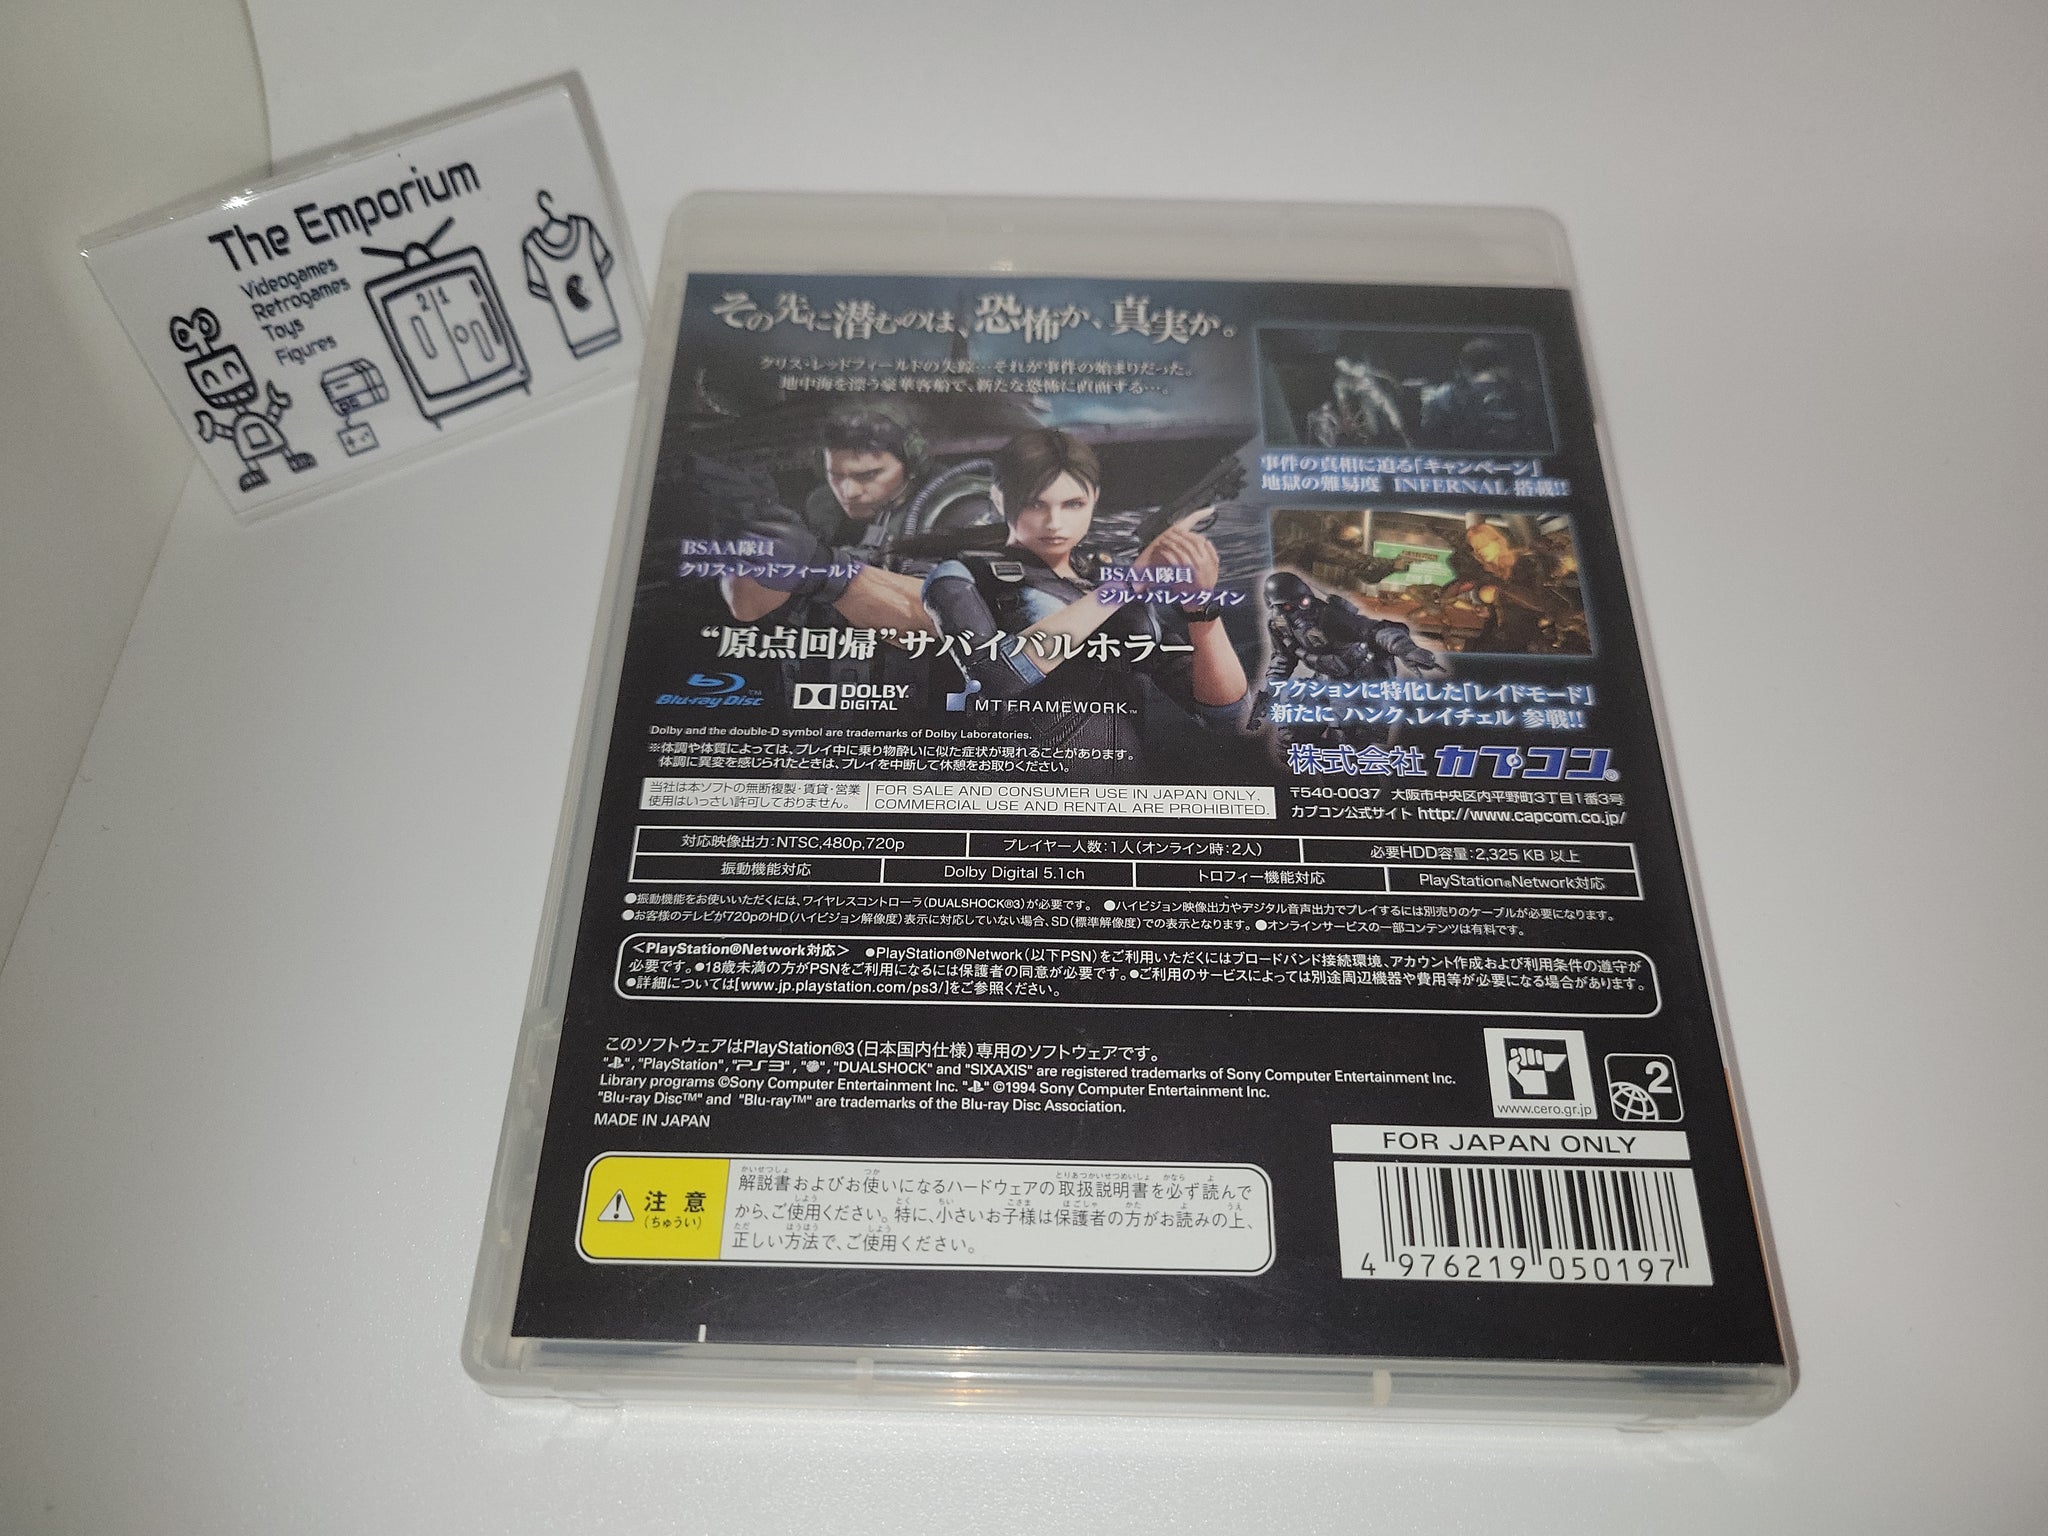 The Emporium
Videogames
Retrogames
Toys
Figures
その先に潜むのは、恐怖か、真実か。
クリス・レッドフィールドの失踪…それが事件の始まりだった。
地中海を漂う豪華客船で、新たな恐怖に直面する…。
BSAA隊員
クリス・レッドフィールド
BSAA隊員
ジル・バレンタイン
"原点回帰"サバイバルホラー
事件の真相に迫る「キャンペーン」
地獄の難易度 INFERNAL 搭載!!
アクションに特化した「レイドモード」
新たに ハンク、レイチェル 参戦!!
Blu-ray Disc™
DOLBY
DIGITAL
MT FRAMEWORK™
Dolby and the double-D symbol are trademarks of Dolby Laboratories.
※体調や体質によっては、プレイ中に乗り物酔いに似た症状が現れることがあります。
体調に異変を感じられたときは、プレイを中断して休憩をお取りください。
株式会社 カプコン®
〒540-0037 大阪市中央区内平野町3丁目1番3号
カプコン公式サイト http://www.capcom.co.jp/
当社は本ソフトの無断複製・賃貸・営業
使用はいっさい許可しておりません。
FOR SALE AND CONSUMER USE IN JAPAN ONLY.
COMMERCIAL USE AND RENTAL ARE PROHIBITED.
対応映像出力:NTSC,480p,720p
プレイヤー人数:1人(オンライン時:2人)
必要HDD容量:2,325 KB 以上
振動機能対応
Dolby Digital 5.1ch
トロフィー機能対応
PlayStation®Network対応
●振動機能をお使いいただくには、ワイヤレスコントローラ(DUALSHOCK®3)が必要です。 ●ハイビジョン映像出力やデジタル音声出力でプレイするには別売りのケーブルが必要になります。
●お客様のテレビが720pのHD(ハイビジョン解像度)表示に対応していない場合、SD(標準解像度)での表示となります。●オンラインサービスの一部コンテンツは有料です。
<PlayStation®Network対応> ●PlayStation®Network(以下PSN)をご利用いただくにはブロードバンド接続環境、アカウント作成および利用条件の遵守が
必要です。●18歳未満の方がPSNをご利用になるには保護者の同意が必要です。●ご利用のサービスによっては別途周辺機器や費用等が必要になる場合があります。
●詳細については[www.jp.playstation.com/ps3/]をご参照ください。
このソフトウェアはPlayStation®3(日本国内仕様)専用のソフトウェアです。
" ", "PlayStation", "PS3", " ", "DUALSHOCK" and "SIXAXIS" are registered trademarks of Sony Computer Entertainment Inc.
Library programs ©Sony Computer Entertainment Inc. " " ©1994 Sony Computer Entertainment Inc.
"Blu-ray Disc™" and "Blu-ray™" are trademarks of the Blu-ray Disc Association.
MADE IN JAPAN
www.cero.gr.jp
2
FOR JAPAN ONLY
4 976219 050197
注意
(ちゅうい)
解説書およびお使いになるハードウェアの取扱説明書を必ず読んで
から、ご使用ください。特に、小さいお子様は保護者の方がお読みの上、
正しい方法で、ご使用ください。